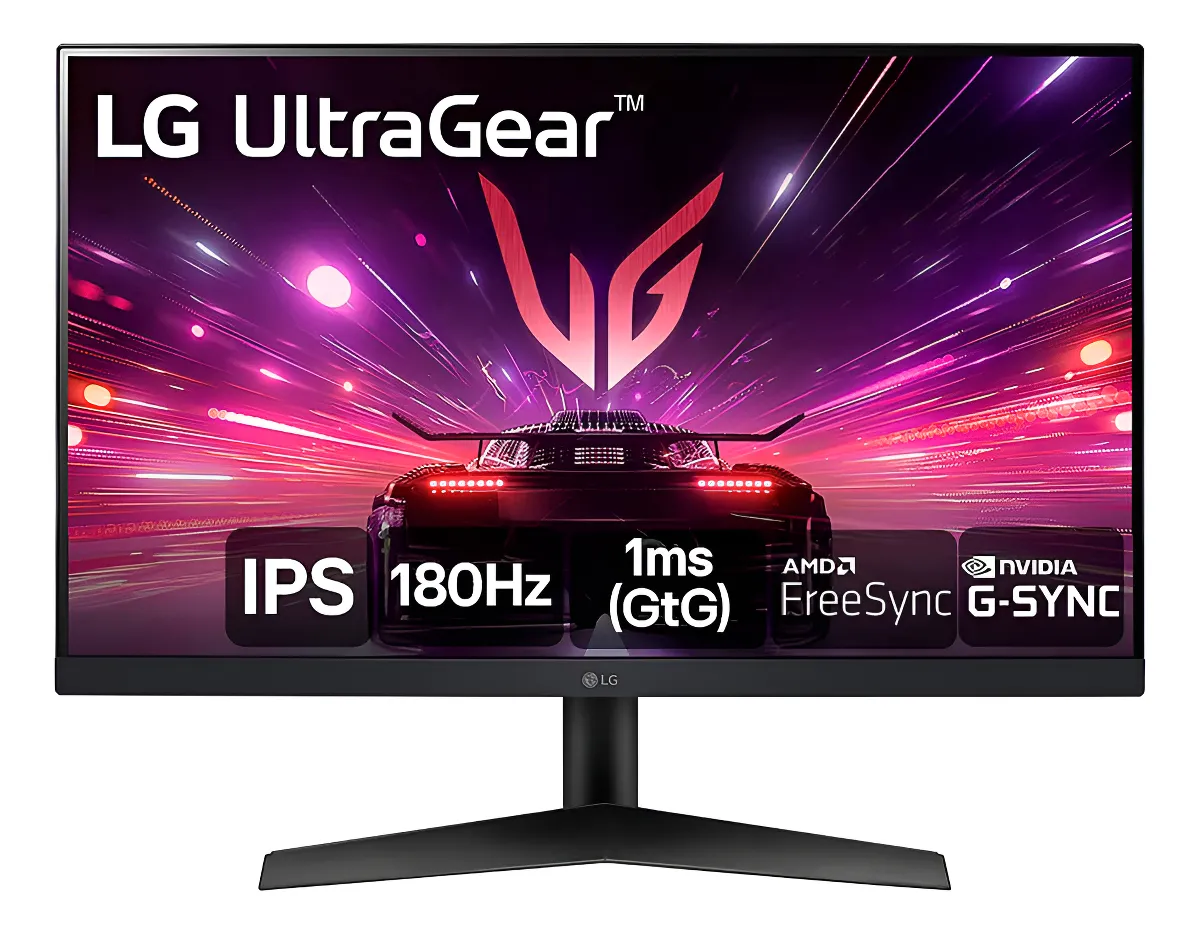 LG UltraGear™
IPS
180Hz
1ms
(GtG)
AMD
FreeSync
NVIDIA
G-SYNC
LG